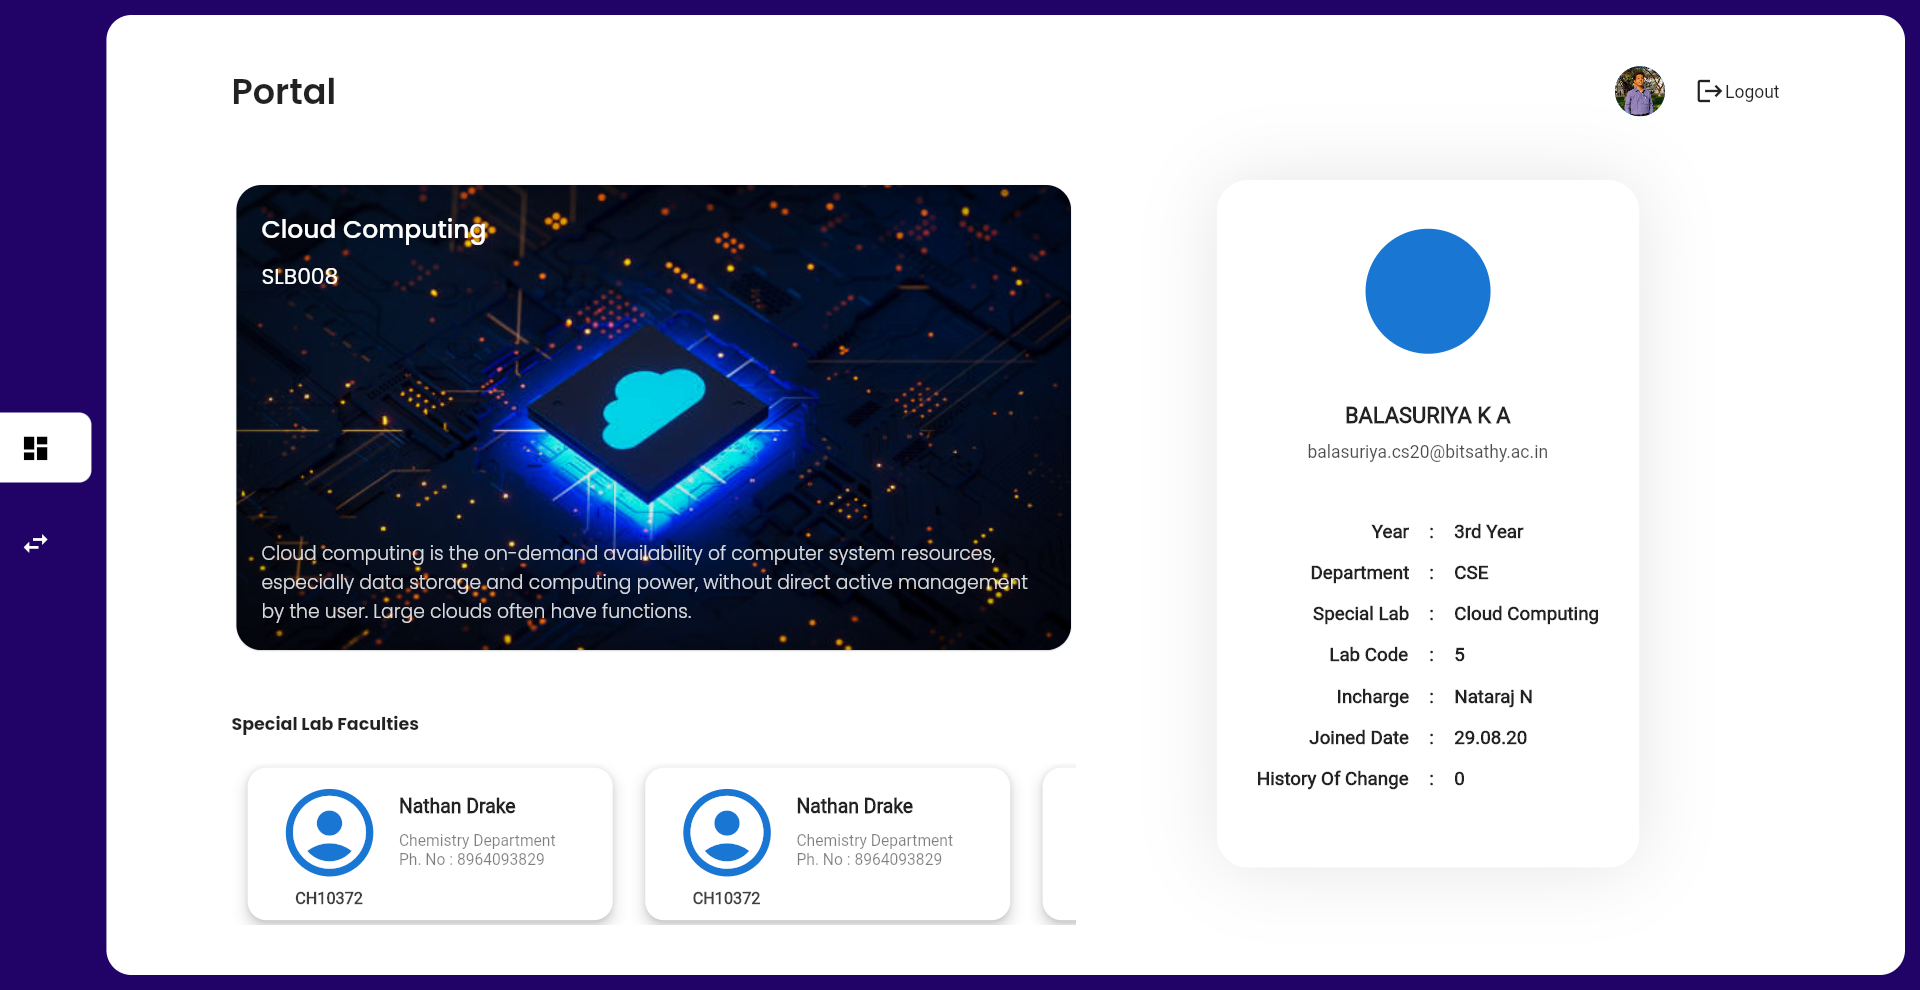 Portal
Logout
Cloud Computing
SLB008
Cloud computing is the on-demand availability of computer system resources,
especially data storage and computing power, without direct active management
by the user. Large clouds often have functions.
Special Lab Faculties
Nathan Drake
Chemistry Department
Ph. No : 8964093829
CH10372
Nathan Drake
Chemistry Department
Ph. No : 8964093829
CH10372
BALASURIYA K A
balasuriya.cs20@bitsathy.ac.in
Year : 3rd Year
Department : CSE
Special Lab : Cloud Computing
Lab Code : 5
Incharge : Nataraj N
Joined Date : 29.08.20
History Of Change : 0